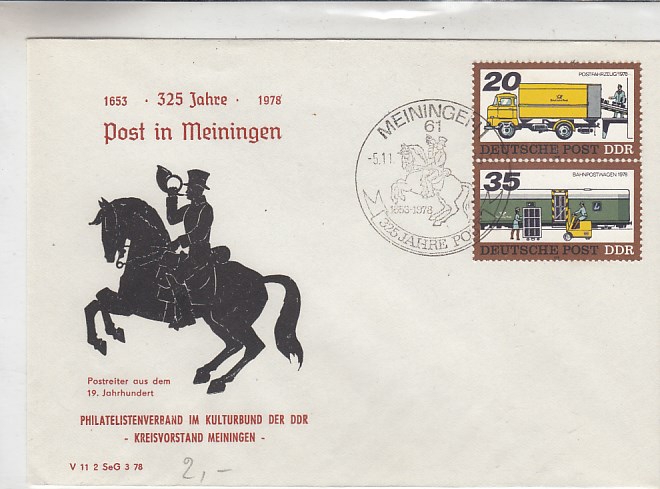 1653 · 325 Jahre · 1978
Post in Meiningen
Postreiter aus dem
19. Jahrhundert
PHILATELISTENVERBAND IM KULTURBUND DER DDR
- KREISVORSTAND MEININGEN -
V 11 2 SeG 3 78
2,-
MEININGEN
61
-5.11.
1653-1978
325 JAHRE PO
20
POSTFAHRZEUG 1978
DEUTSCHE POST DDR
35
BAHNPOSTWAGEN 1978
DEUTSCHE POST DDR